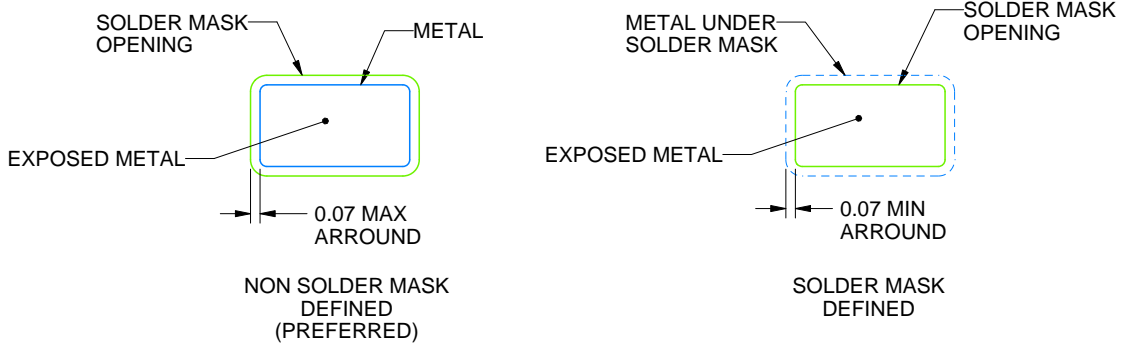 SOLDER MASK
OPENING
METAL
EXPOSED METAL
0.07 MAX
ARROUND
NON SOLDER MASK
DEFINED
(PREFERRED)
METAL UNDER
SOLDER MASK
SOLDER MASK
OPENING
EXPOSED METAL
0.07 MIN
ARROUND
SOLDER MASK
DEFINED